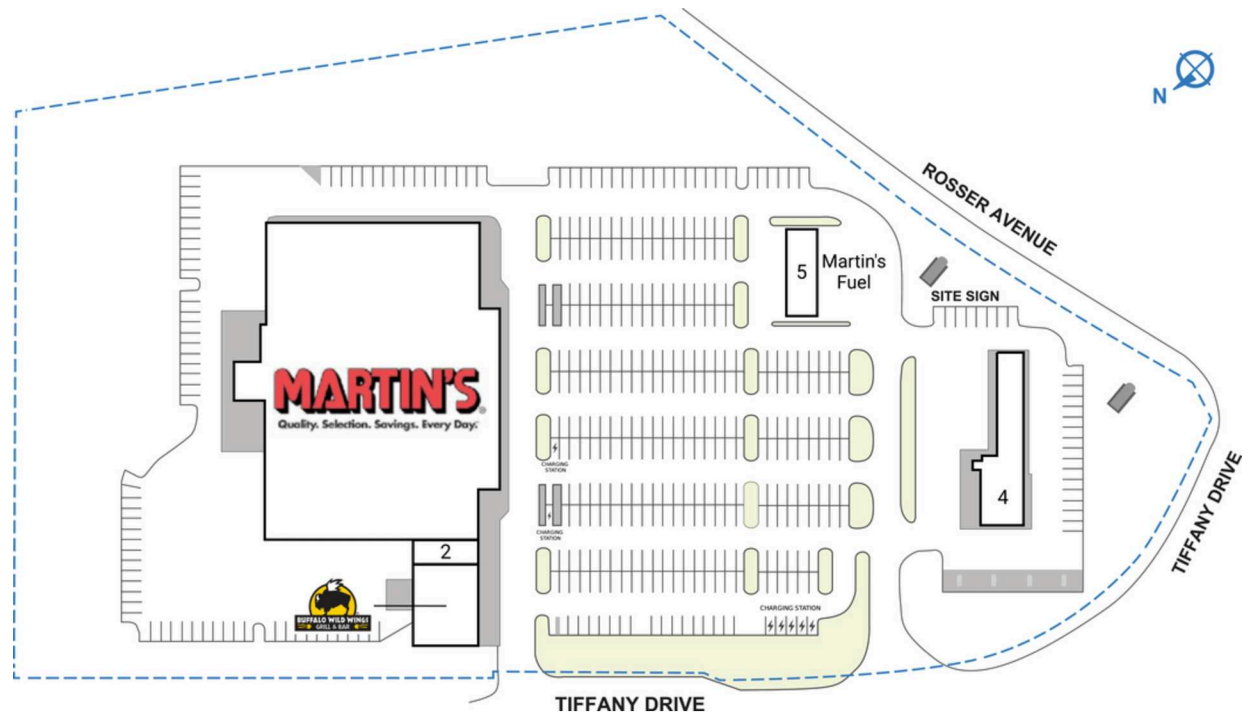 N
ROSSER AVENUE
5
Martin's
Fuel
SITE SIGN
MARTIN'S
Quality. Selection. Savings. Every Day.
CHARGING
STATION
4
CHARGING
STATION
TIFFANY DRIVE
2
BUFFALO WILD WINGS
GRILL & BAR
CHARGING STATION
TIFFANY DRIVE